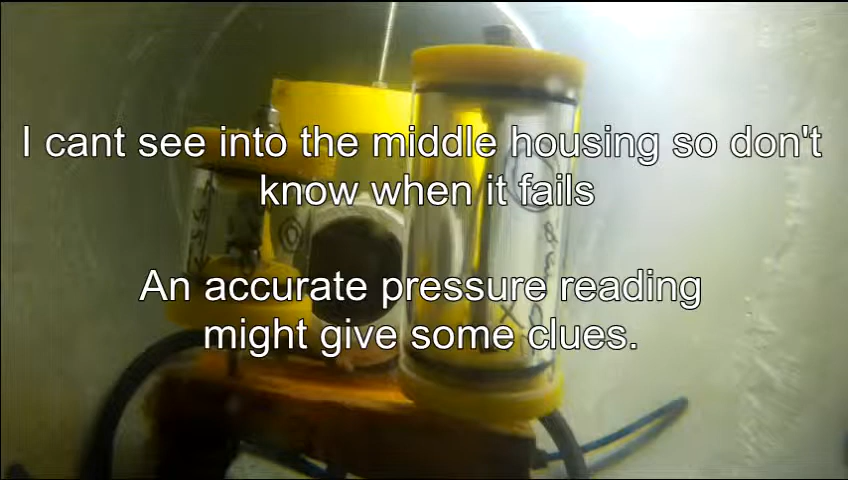 I cant see into the middle housing so don't
know when it fails
An accurate pressure reading
might give some clues.